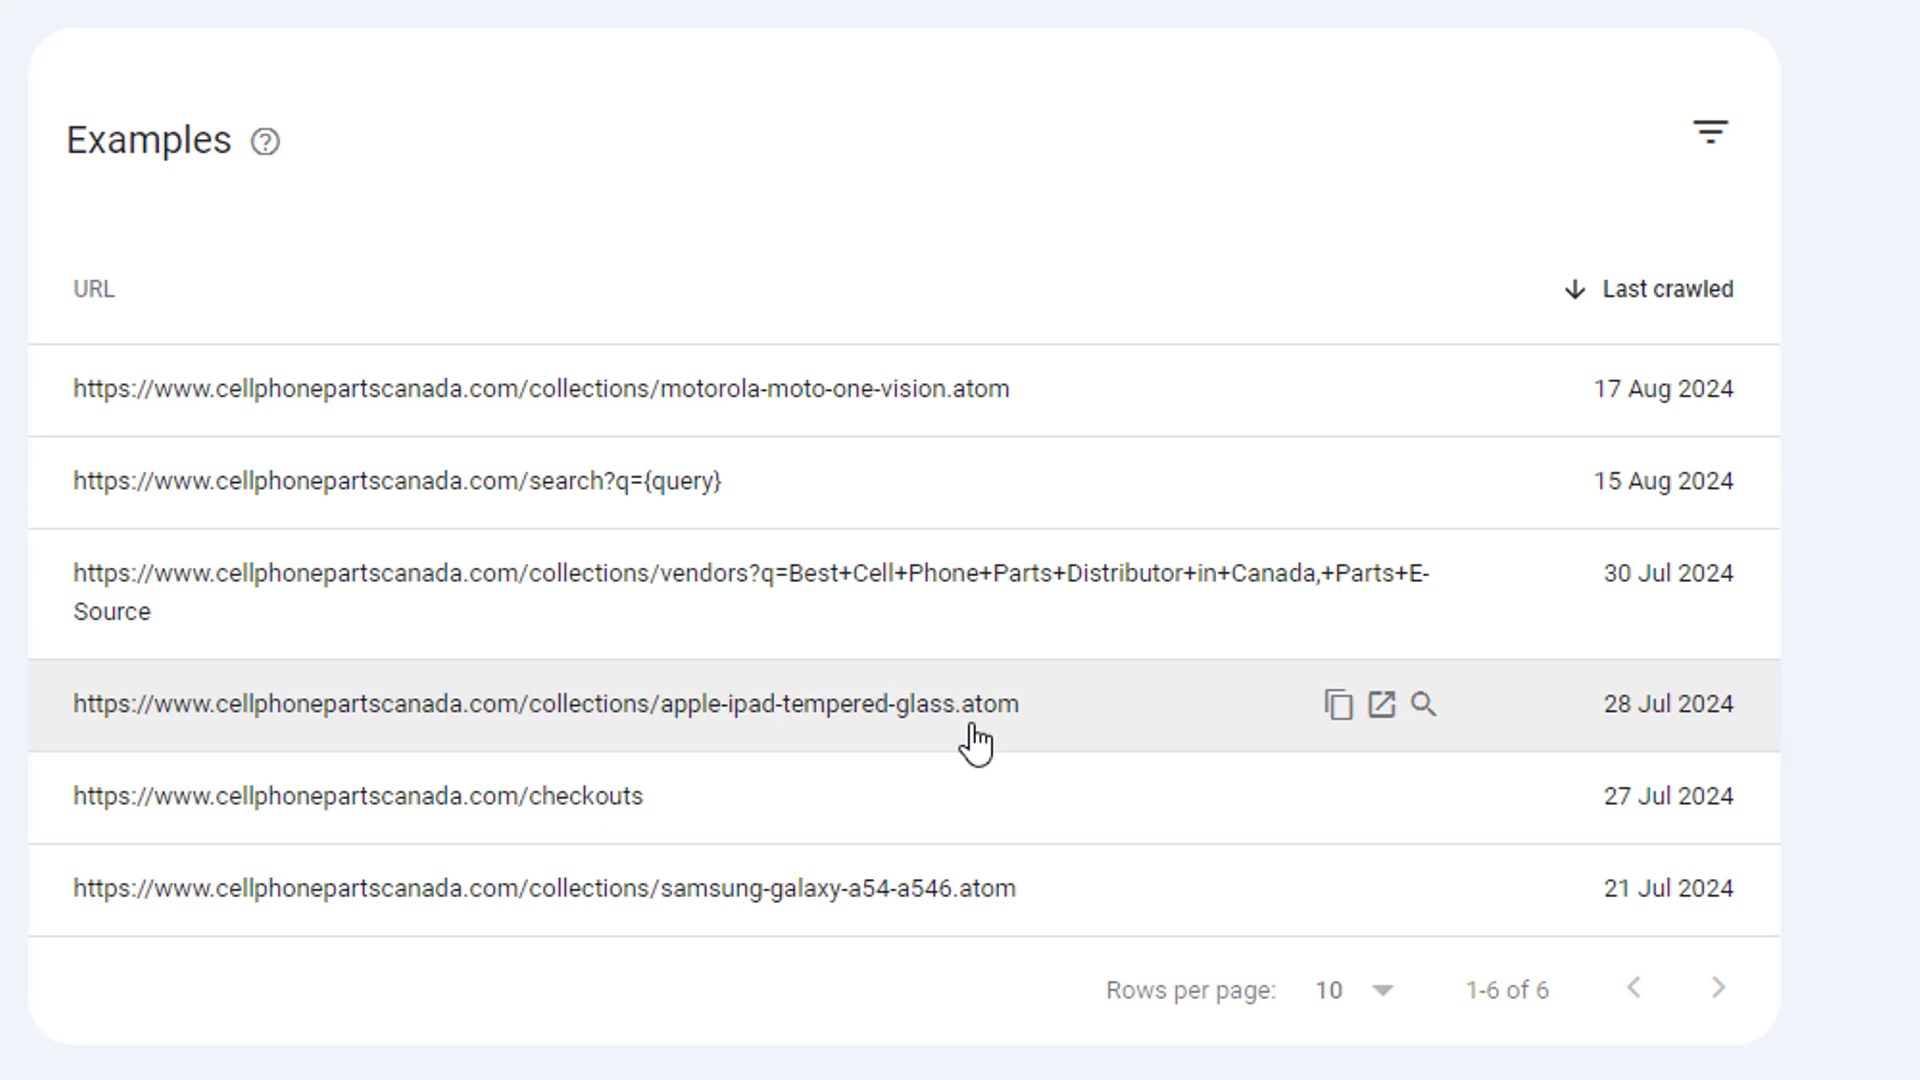 Examples
URL
Last crawled
https://www.cellphonepartscanada.com/collections/motorola-moto-one-vision.atom
17 Aug 2024
https://www.cellphonepartscanada.com/search?q={query}
15 Aug 2024
https://www.cellphonepartscanada.com/collections/vendors?q=Best+Cell+Phone+Parts+Distributor+in+Canada,+Parts+E-
Source
30 Jul 2024
https://www.cellphonepartscanada.com/collections/apple-ipad-tempered-glass.atom
28 Jul 2024
https://www.cellphonepartscanada.com/checkouts
27 Jul 2024
https://www.cellphonepartscanada.com/collections/samsung-galaxy-a54-a546.atom
21 Jul 2024
Rows per page: 10 1-6 of 6